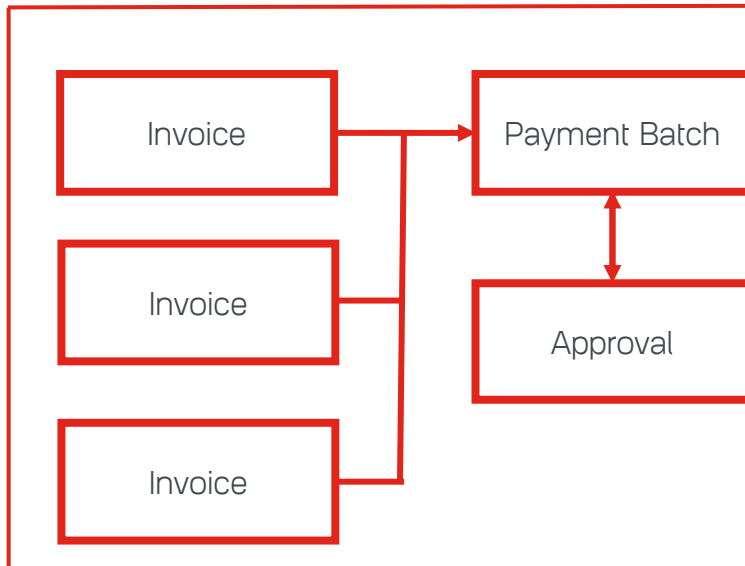 Invoice
Payment Batch
Invoice
Approval
Invoice